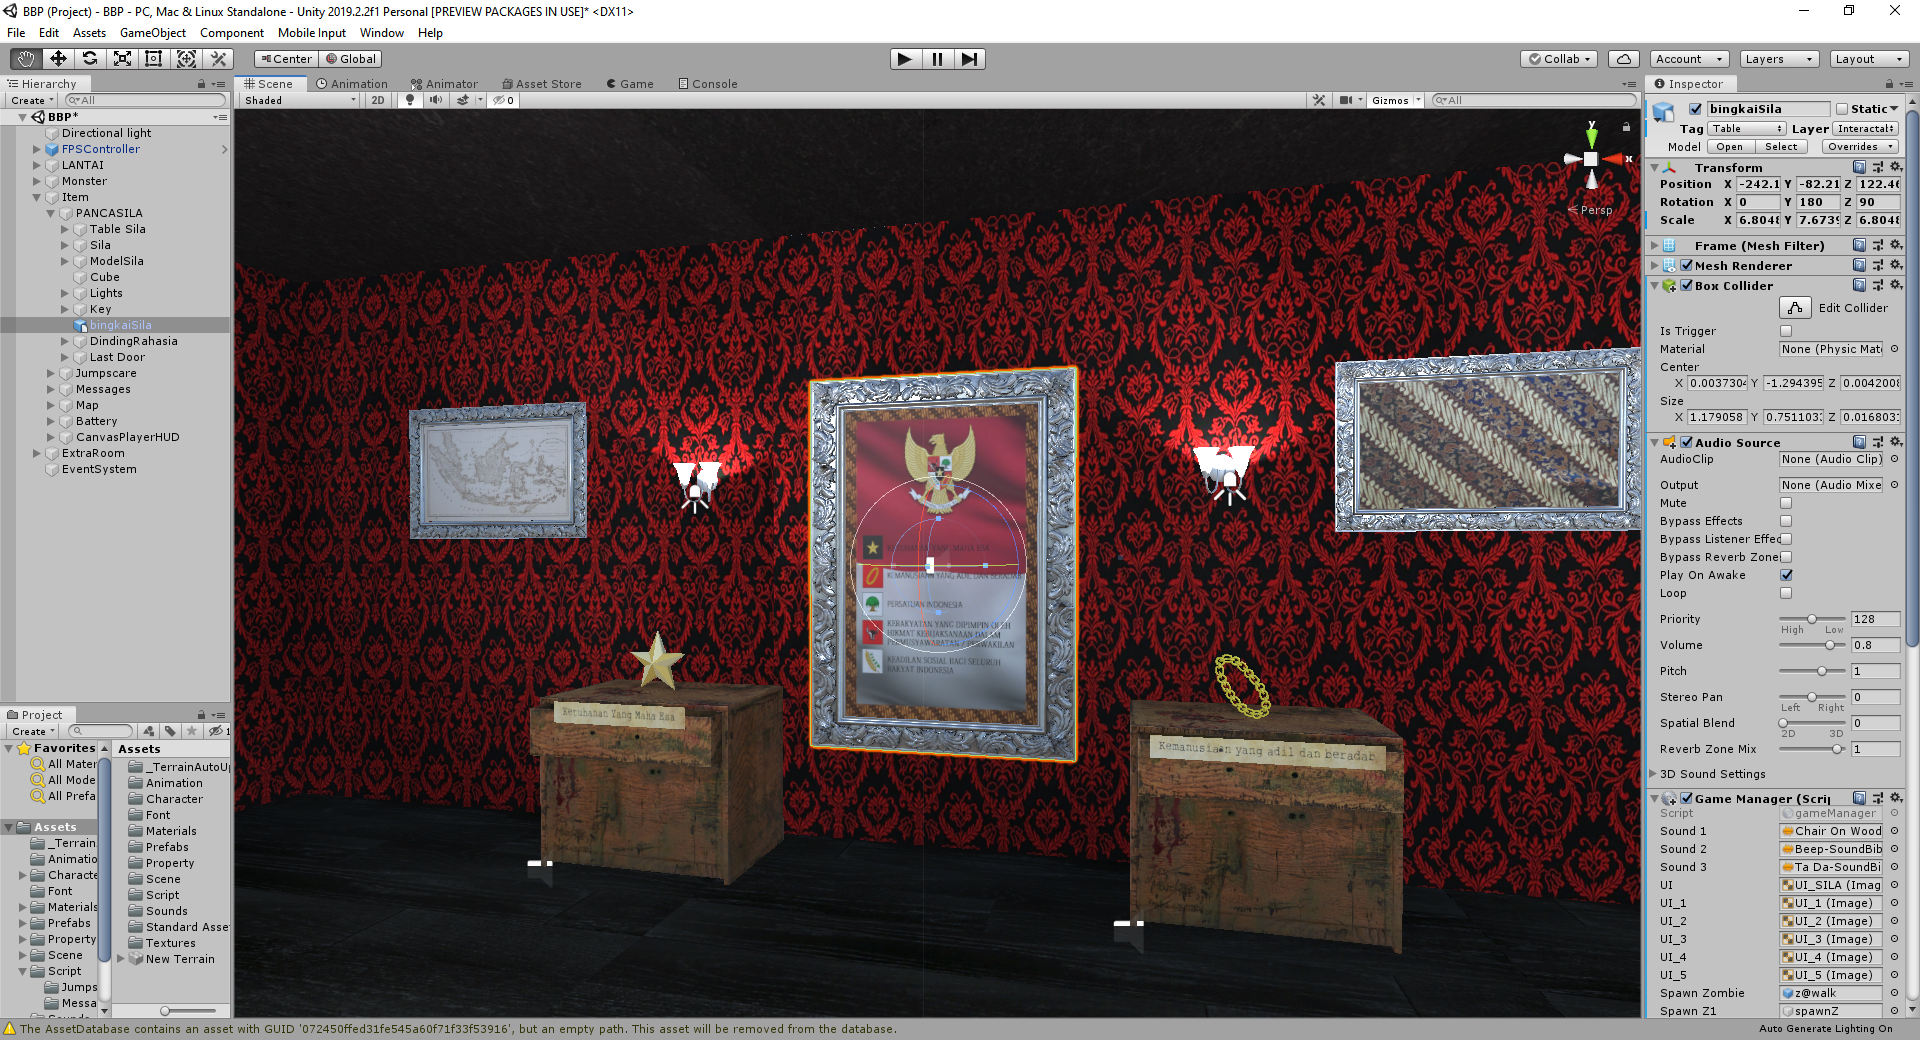 BBP (Project) - BBP - PC, Mac & Linux Standalone - Unity 2019.2.2f1 Personal [PREVIEW PACKAGES IN USE]* <DX11>
File Edit Assets GameObject Component Mobile Input Window Help
Center Global
Collab Account Layers Layout
Hierarchy
Create All
BBP*
Directional light
FPSController
LANTAI
Monster
Item
PANCASILA
Table Sila
Sila
ModelSila
Cube
Lights
Key
bingkaiSila
DindingRahasia
Last Door
Jumpscare
Messages
Map
Battery
CanvasPlayerHUD
ExtraRoom
EventSystem
Scene Animation Animator Asset Store Game Console
Shaded 2D 0 Gizmos All
y
x
Persp
KETUHANAN YANG MAHA ESA
KEMANUSIAAN YANG ADIL DAN BERADAB
PERSATUAN INDONESIA
KERAKYATAN YANG DIPIMPIN OLEH
HIKMAT KEBIJAKSANAAN DALAM
PERMUSYAWARATAN / PERWAKILAN
KEADILAN SOSIAL BAGI SELURUH
RAKYAT INDONESIA
Ketuhanan Yang Maha Esa
Kemanusiaan yang adil dan beradab
Project
Create 1
Favorites
All Mater
All Mode
All Prefa
Assets
_Terrain
Animatio
Characte
Font
Materials
Prefabs
Property
Scene
Script
Jumps
Messa
Assets
_TerrainAutoU
Animation
Character
Font
Materials
Prefabs
Property
Scene
Script
Sounds
Standard Asse
Textures
New Terrain
Inspector
bingkaiSila Static
Tag Table Layer Interactal
Model Open Select Overrides
Transform
Position X -242.1 Y -82.21 Z 122.46
Rotation X 0 Y 180 Z 90
Scale X 6.8048 Y 7.6739 Z 6.8048
Frame (Mesh Filter)
Mesh Renderer
Box Collider
Edit Collider
Is Trigger
Material None (Physic Mat
Center
X 0.003730 Y -1.294395 Z 0.0042008
Size
X 1.179058 Y 0.751103 Z 0.016803
Audio Source
AudioClip None (Audio Clip)
Output None (Audio Mixe
Mute
Bypass Effects
Bypass Listener Effec
Bypass Reverb Zone
Play On Awake
Loop
Priority 128
High Low
Volume 0.8
Pitch 1
Stereo Pan 0
Left Right
Spatial Blend 0
2D 3D
Reverb Zone Mix 1
3D Sound Settings
Game Manager (Scrip
Script gameManager
Sound 1 Chair On Wood
Sound 2 Beep-SoundBib
Sound 3 Ta Da-SoundBi
UI UI_SILA (Imag
UI_1 UI_1 (Image)
UI_2 UI_2 (Image)
UI_3 UI_3 (Image)
UI_4 UI_4 (Image)
UI_5 UI_5 (Image)
Spawn Zombie z@walk
Spawn Z1 spawnZ
The AssetDatabase contains an asset with GUID '072450ffed31fe545a60f71f33f53916', but an empty path. This asset will be removed from the database.
Auto Generate Lighting On